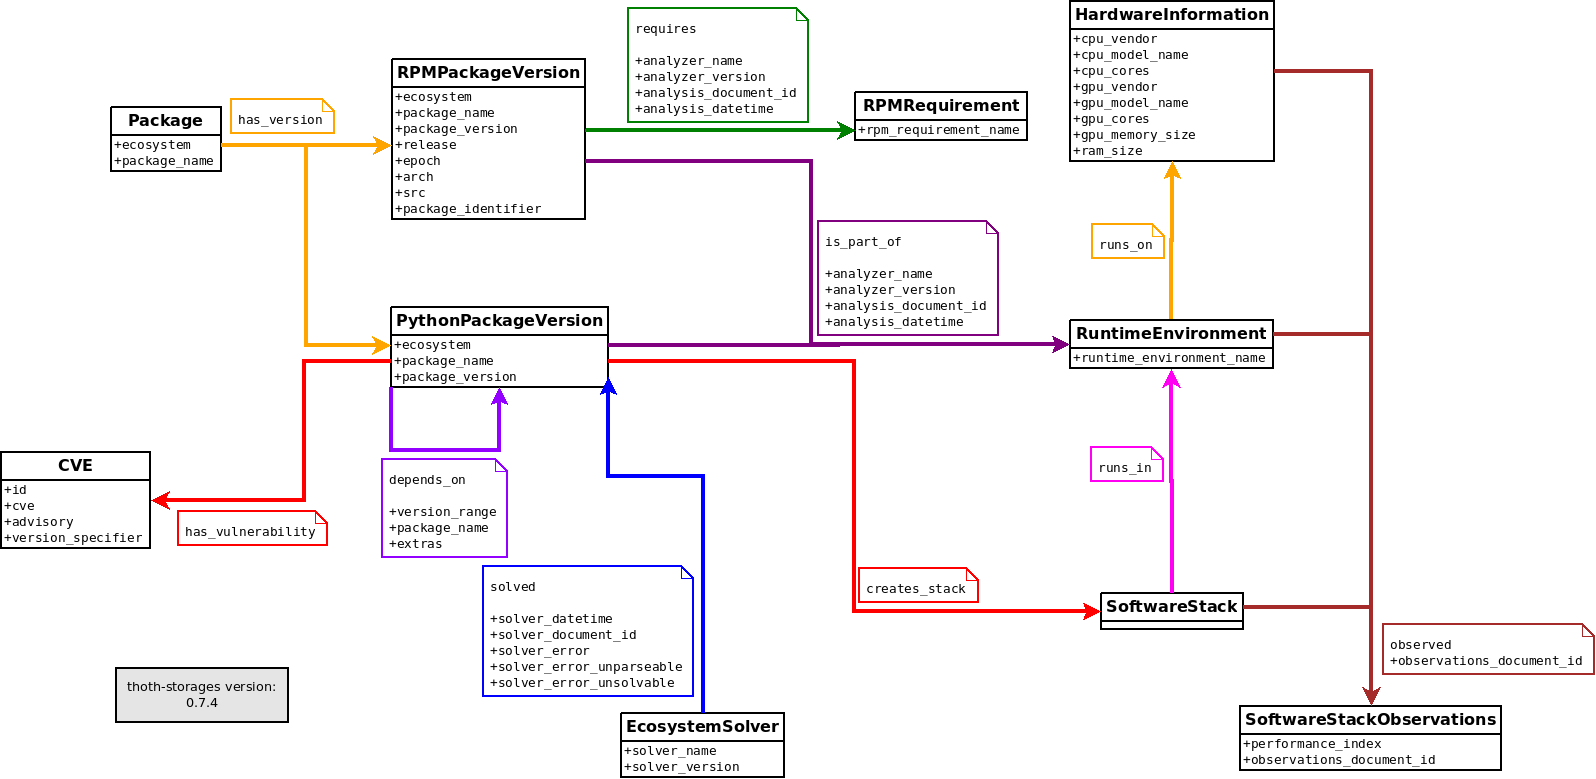 HardwareInformation
+cpu_vendor
+cpu_model_name
+cpu_cores
+gpu_vendor
+gpu_model_name
+gpu_cores
+gpu_memory_size
+ram_size
requires
+analyzer_name
+analyzer_version
+analysis_document_id
+analysis_datetime
RPMPackageVersion
+ecosystem
+package_name
+package_version
+release
+epoch
+arch
+src
+package_identifier
RPMRequirement
+rpm_requirement_name
Package
+ecosystem
+package_name
has_version
is_part_of
+analyzer_name
+analyzer_version
+analysis_document_id
+analysis_datetime
runs_on
PythonPackageVersion
+ecosystem
+package_name
+package_version
RuntimeEnvironment
+runtime_environment_name
CVE
+id
+cve
+advisory
+version_specifier
has_vulnerability
depends_on
+version_range
+package_name
+extras
runs_in
solved
+solver_datetime
+solver_document_id
+solver_error
+solver_error_unparseable
+solver_error_unsolvable
creates_stack
SoftwareStack
observed
+observations_document_id
thoth-storages version:
0.7.4
EcosystemSolver
+solver_name
+solver_version
SoftwareStackObservations
+performance_index
+observations_document_id